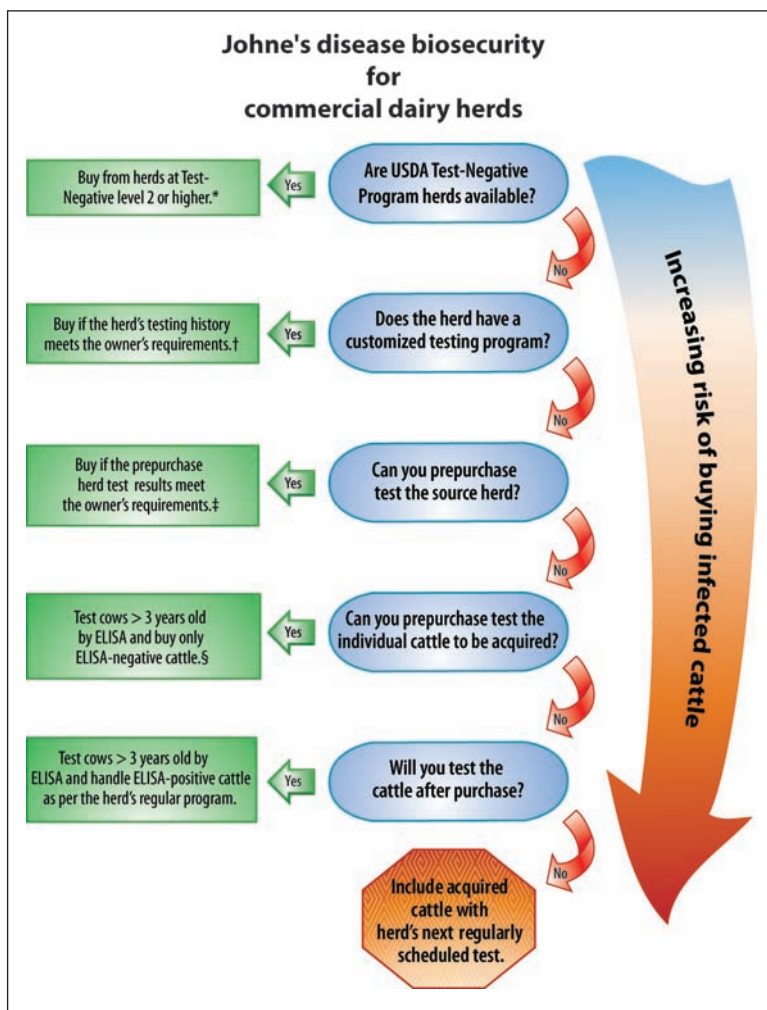 Johne's disease biosecurity
for
commercial dairy herds
Are USDA Test-Negative
Program herds available?
Yes
Buy from herds at Test-
Negative level 2 or higher.*
No
Does the herd have a
customized testing program?
Yes
Buy if the herd's testing history
meets the owner's requirements.†
No
Can you prepurchase
test the source herd?
Yes
Buy if the prepurchase
herd test results meet
the owner's requirements.‡
No
Can you prepurchase test the
individual cattle to be acquired?
Yes
Test cows > 3 years old
by ELISA and buy only
ELISA-negative cattle.§
No
Will you test the
cattle after purchase?
Yes
Test cows > 3 years old by
ELISA and handle ELISA-positive cattle
as per the herd's regular program.
No
Include acquired
cattle with
herd's next regularly
scheduled test.
Increasing risk of buying infected cattle